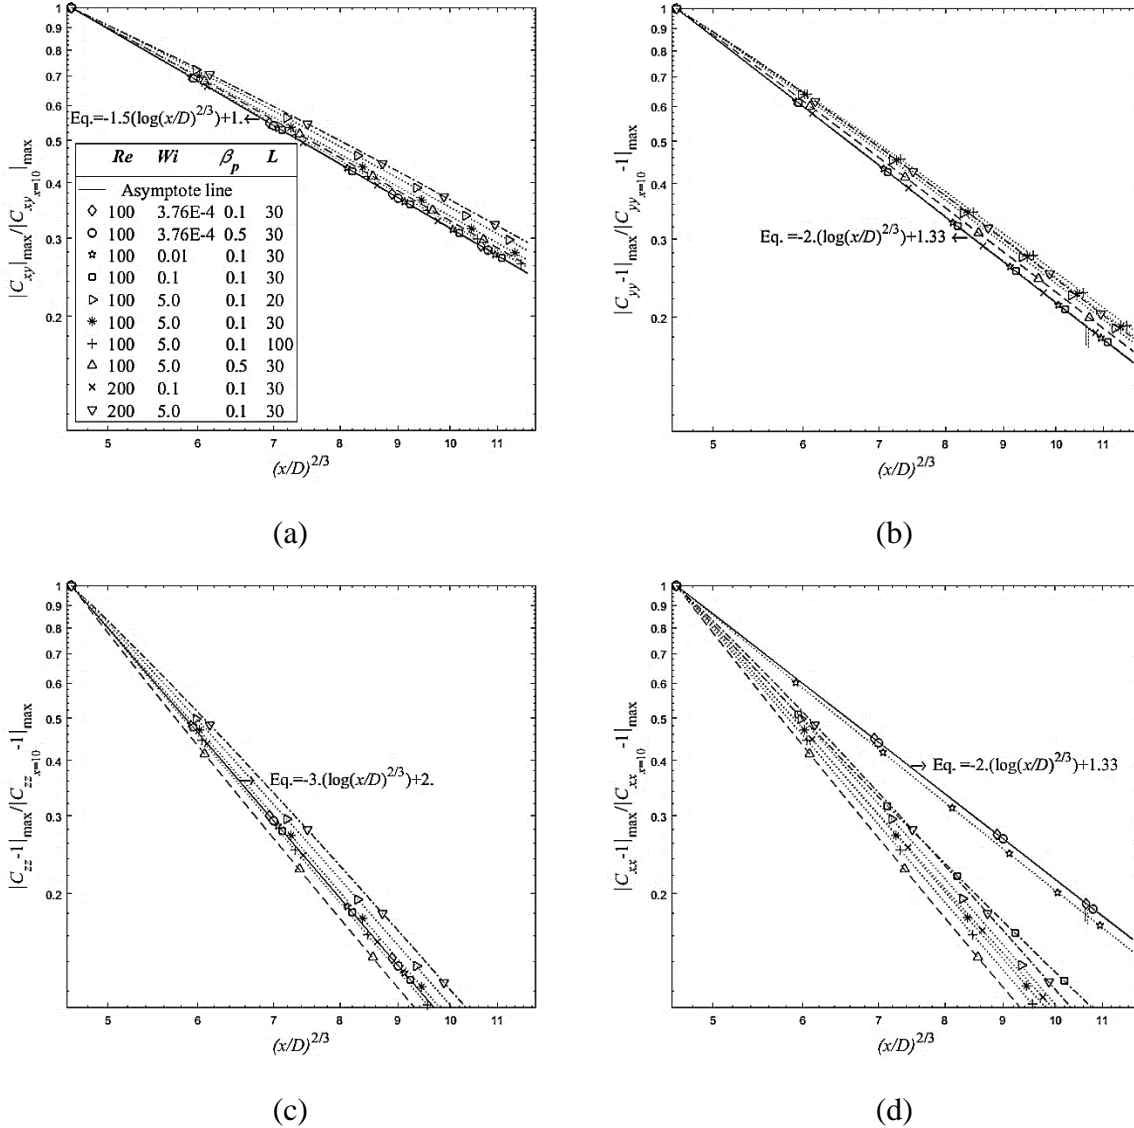 1
0.9
0.8
0.7
0.6
0.5
0.4
0.3
0.2
|C_xy|_max/|C_xy_x=10|_max
Eq.=-1.5(log(x/D)^2/3)+1.
Re Wi β_p L
Asymptote line
100 3.76E-4 0.1 30
100 3.76E-4 0.5 30
100 0.01 0.1 30
100 0.1 0.1 30
100 5.0 0.1 20
100 5.0 0.1 30
100 5.0 0.1 100
100 5.0 0.5 30
200 0.1 0.1 30
200 5.0 0.1 30
5 6 7 8 9 10 11
(x/D)^2/3
(a)
1
0.9
0.8
0.7
0.6
0.5
0.4
0.3
0.2
|C_yy-1|_max/|C_yy_x=10-1|_max
Eq.=-2.(log(x/D)^2/3)+1.33
5 6 7 8 9 10 11
(x/D)^2/3
(b)
1
0.9
0.8
0.7
0.6
0.5
0.4
0.3
0.2
|C_zz-1|_max/|C_zz_x=10-1|_max
Eq.=-3.(log(x/D)^2/3)+2.
5 6 7 8 9 10 11
(x/D)^2/3
(c)
1
0.9
0.8
0.7
0.6
0.5
0.4
0.3
0.2
|C_xx-1|_max/|C_xx_x=10-1|_max
Eq.=-2.(log(x/D)^2/3)+1.33
5 6 7 8 9 10 11
(x/D)^2/3
(d)